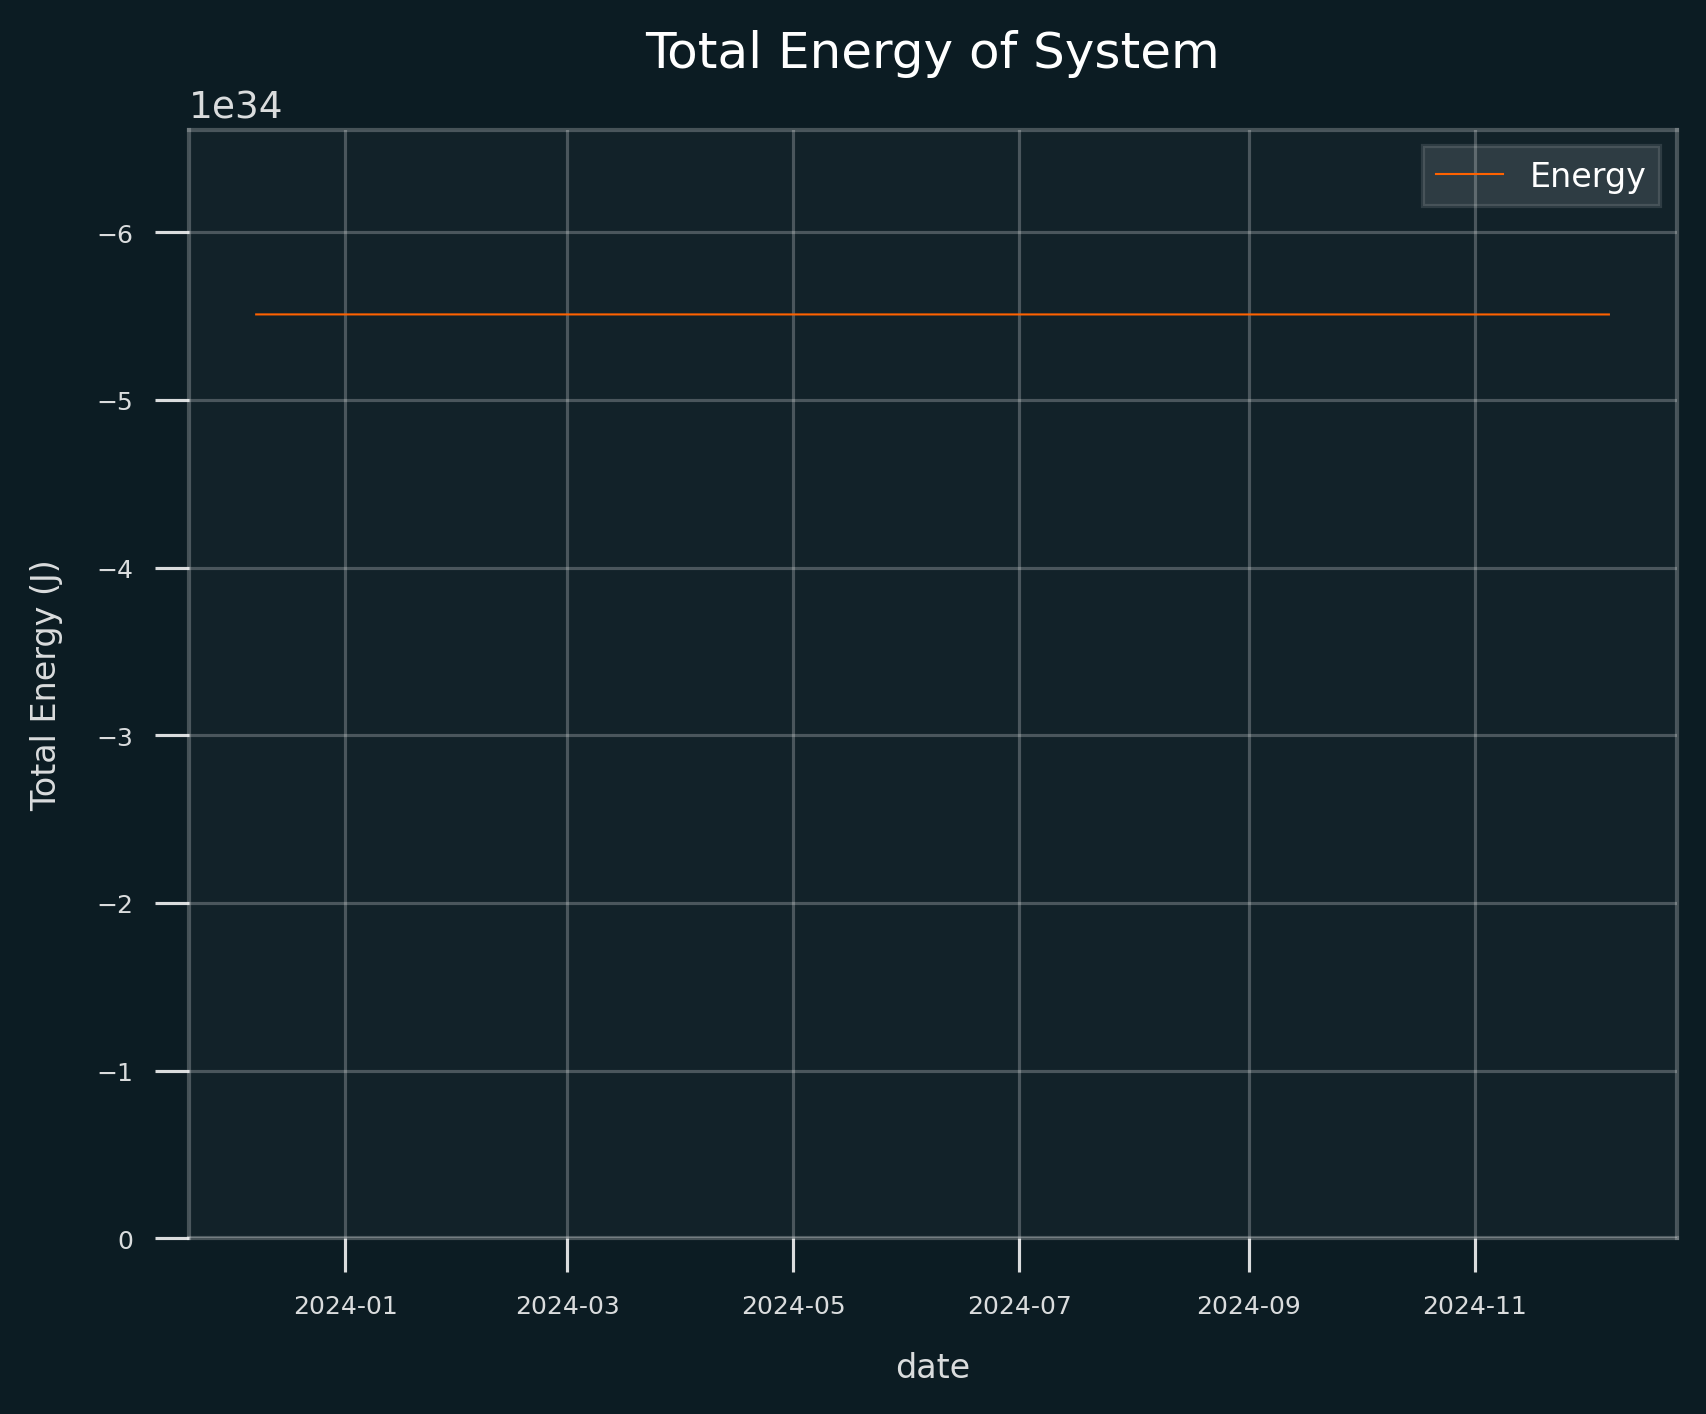 Total Energy of System
1e34
Energy
−6
−5
−4
−3
−2
−1
0
Total Energy (J)
2024-01
2024-03
2024-05
2024-07
2024-09
2024-11
date